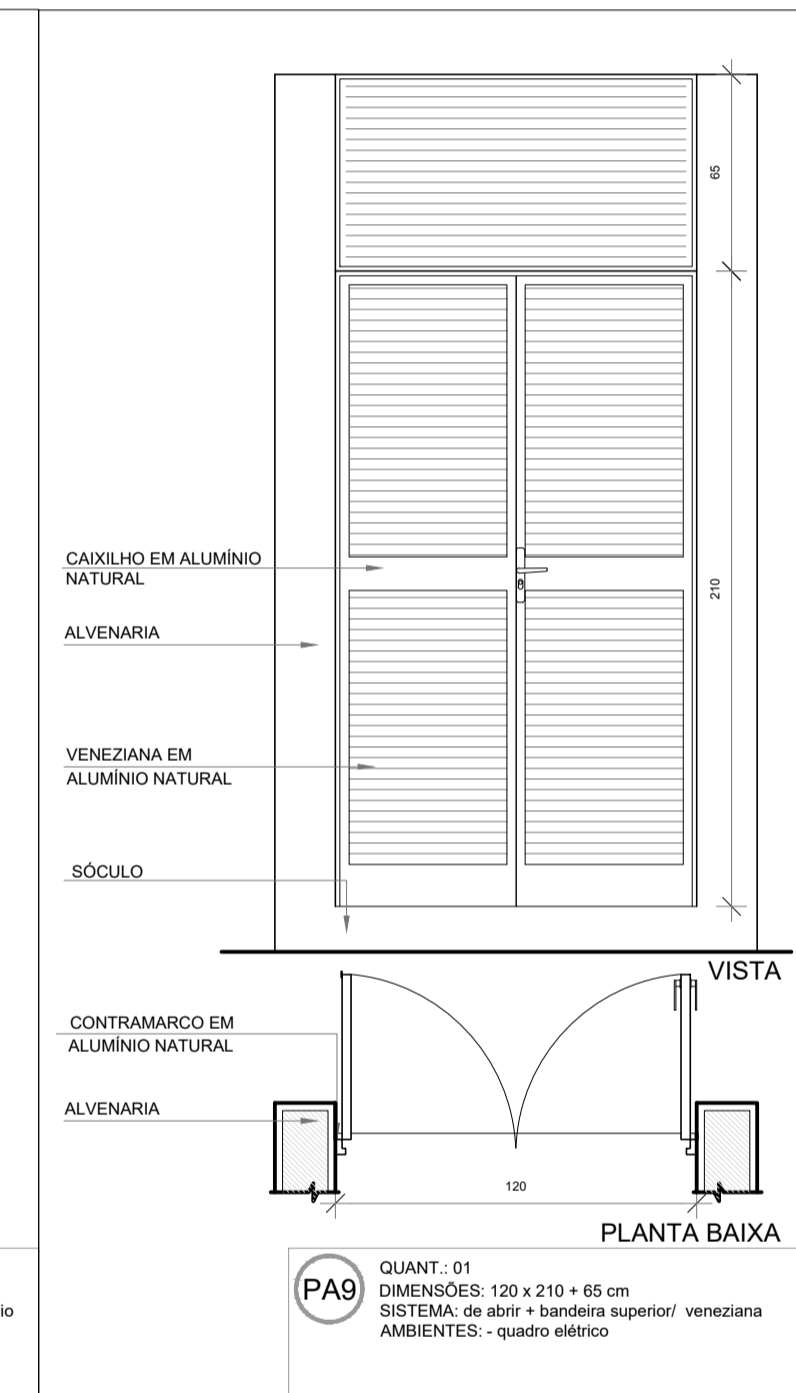 65
CAIXILHO EM ALUMÍNIO
NATURAL
210
ALVENARIA
VENEZIANA EM
ALUMÍNIO NATURAL
SÓCULO
VISTA
CONTRAMARCO EM
ALUMÍNIO NATURAL
ALVENARIA
120
PLANTA BAIXA
PA9
QUANT.: 01
DIMENSÕES: 120 x 210 + 65 cm
SISTEMA: de abrir + bandeira superior/ veneziana
AMBIENTES: - quadro elétrico
io